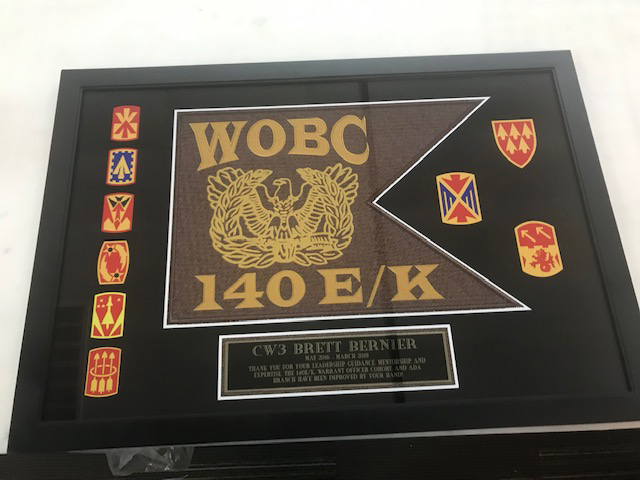 WOBC
140 E/K
CW3 BRETT BERNIER
MAY 2016 - MARCH 2019
THANK YOU FOR YOUR LEADERSHIP, GUIDANCE, MENTORSHIP, AND
EXPERTISE. THE 140E/K, WARRANT OFFICER COHORT, AND ADA
BRANCH HAVE BEEN IMPROVED BY YOUR HAND!